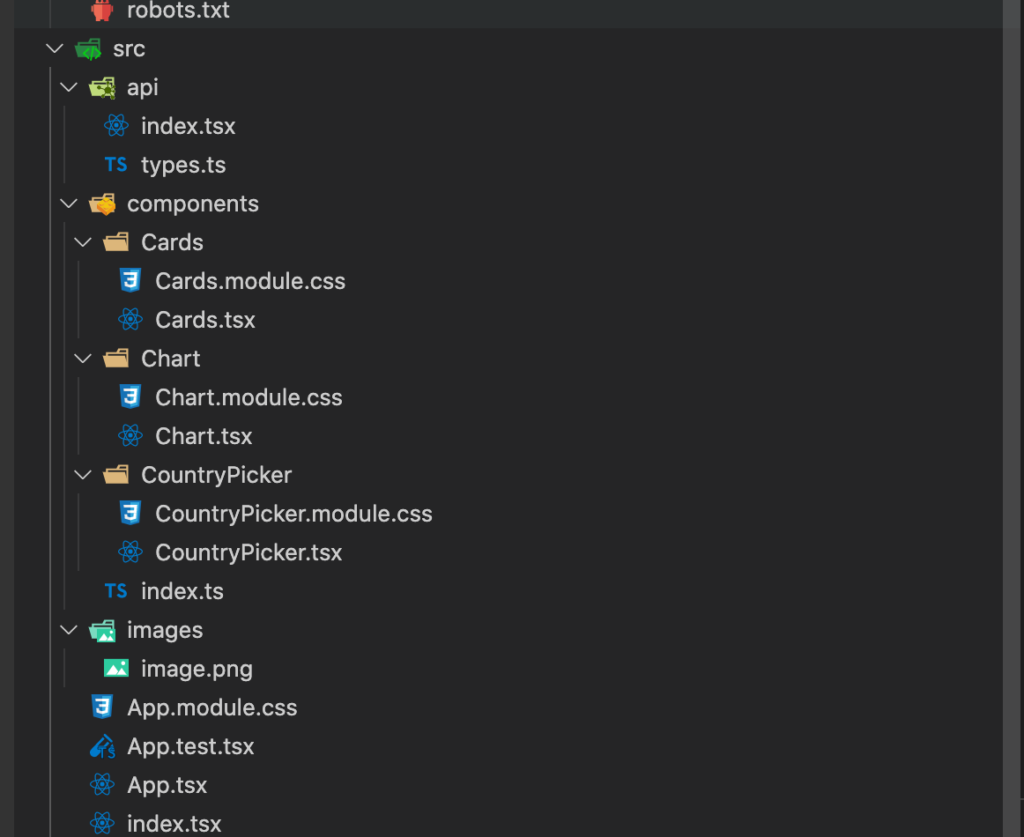 robots.txt
src
api
index.tsx
TS types.ts
components
Cards
Cards.module.css
Cards.tsx
Chart
Chart.module.css
Chart.tsx
CountryPicker
CountryPicker.module.css
CountryPicker.tsx
TS index.ts
images
image.png
App.module.css
TS App.test.tsx
App.tsx
index.tsx